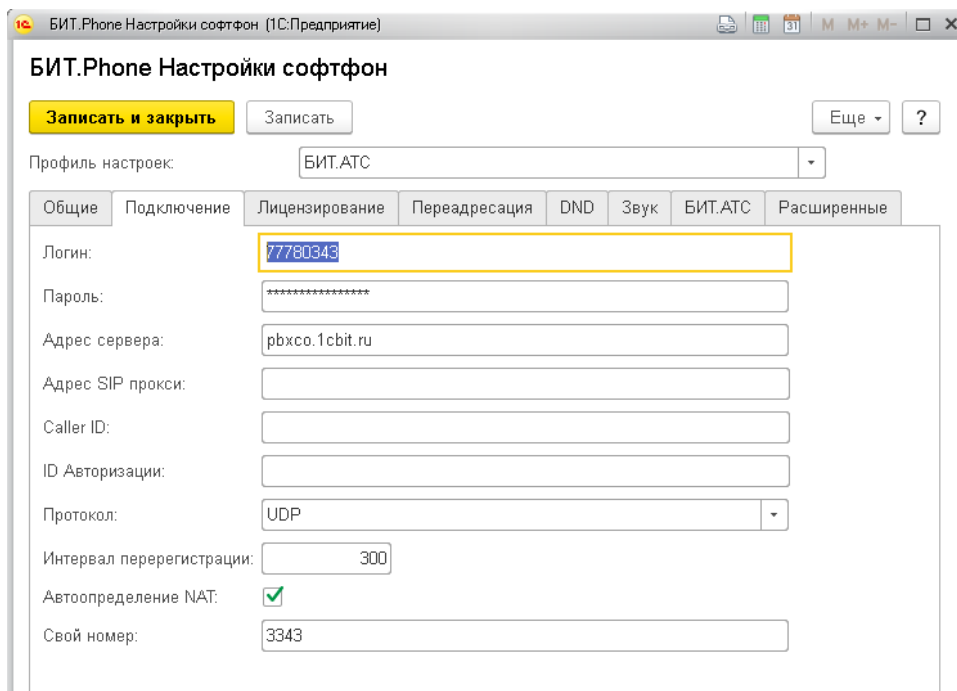 БИТ.Phone Настройки софтфон (1С:Предприятие) 31 M M+ M-
БИТ.Phone Настройки софтфон
Записать и закрыть Записать Еще ?
Профиль настроек: БИТ.АТС
Общие Подключение Лицензирование Переадресация DND Звук БИТ.АТС Расширенные
Логин: 77780343
Пароль: ****************
Адрес сервера: pbxco.1cbit.ru
Адрес SIP прокси:
Caller ID:
ID Авторизации:
Протокол: UDP
Интервал перерегистрации: 300
Автоопределение NAT:
Свой номер: 3343